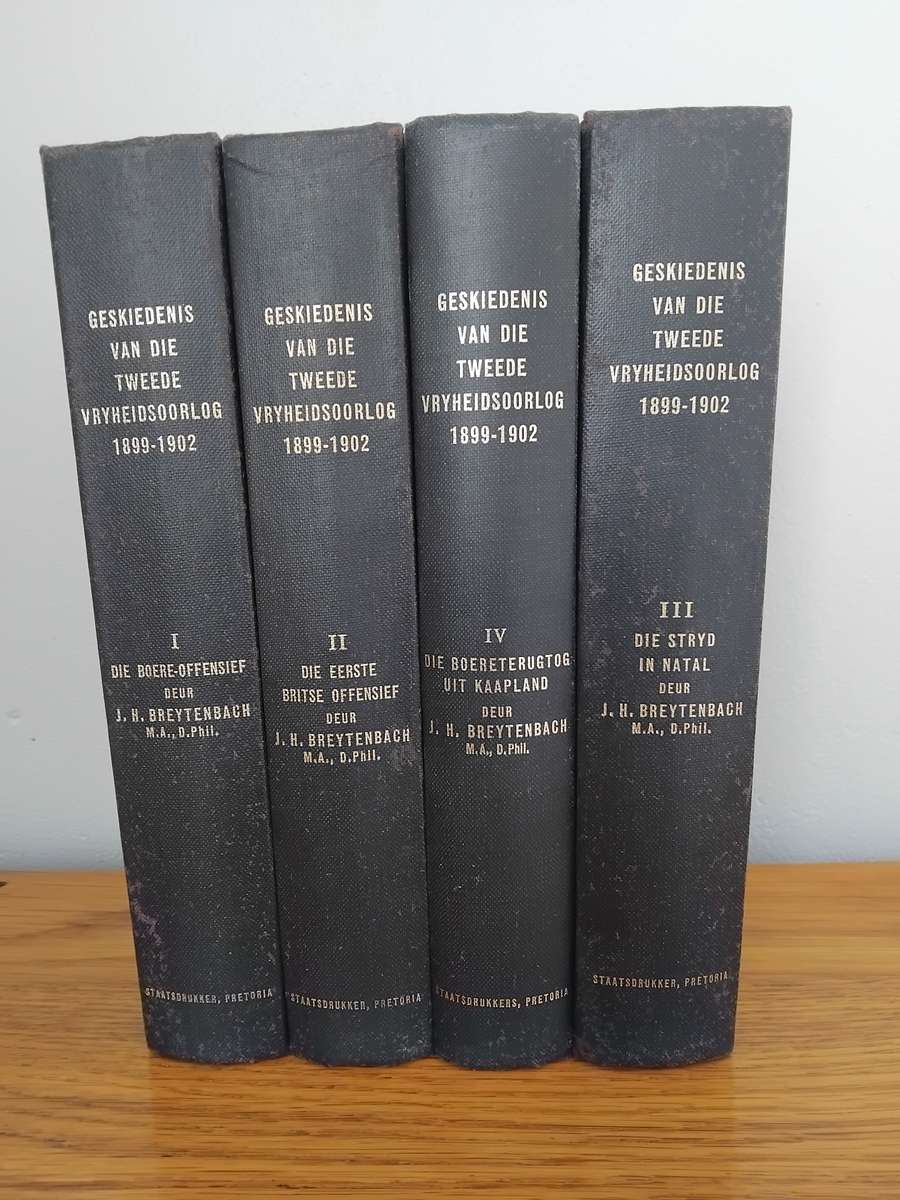 GESKIEDENIS
VAN DIE
TWEEDE
VRYHEIDSOORLOG
1899-1902
I
DIE BOERE-OFFENSIEF
DEUR
J. H. BREYTENBACH
M.A., D.Phil.
STAATSDRUKKER, PRETORIA
GESKIEDENIS
VAN DIE
TWEEDE
VRYHEIDSOORLOG
1899-1902
II
DIE EERSTE
BRITSE OFFENSIEF
DEUR
J. H. BREYTENBACH
M.A., D.Phil.
STAATSDRUKKER, PRETORIA
GESKIEDENIS
VAN DIE
TWEEDE
VRYHEIDSOORLOG
1899-1902
IV
DIE BOERETERUGTOG
UIT KAAPLAND
DEUR
J. H. BREYTENBACH
M.A., D.Phil.
STAATSDRUKKERS, PRETORIA
GESKIEDENIS
VAN DIE
TWEEDE
VRYHEIDSOORLOG
1899-1902
III
DIE STRYD
IN NATAL
DEUR
J. H. BREYTENBACH
M.A., D.Phil.
STAATSDRUKKER, PRETORIA